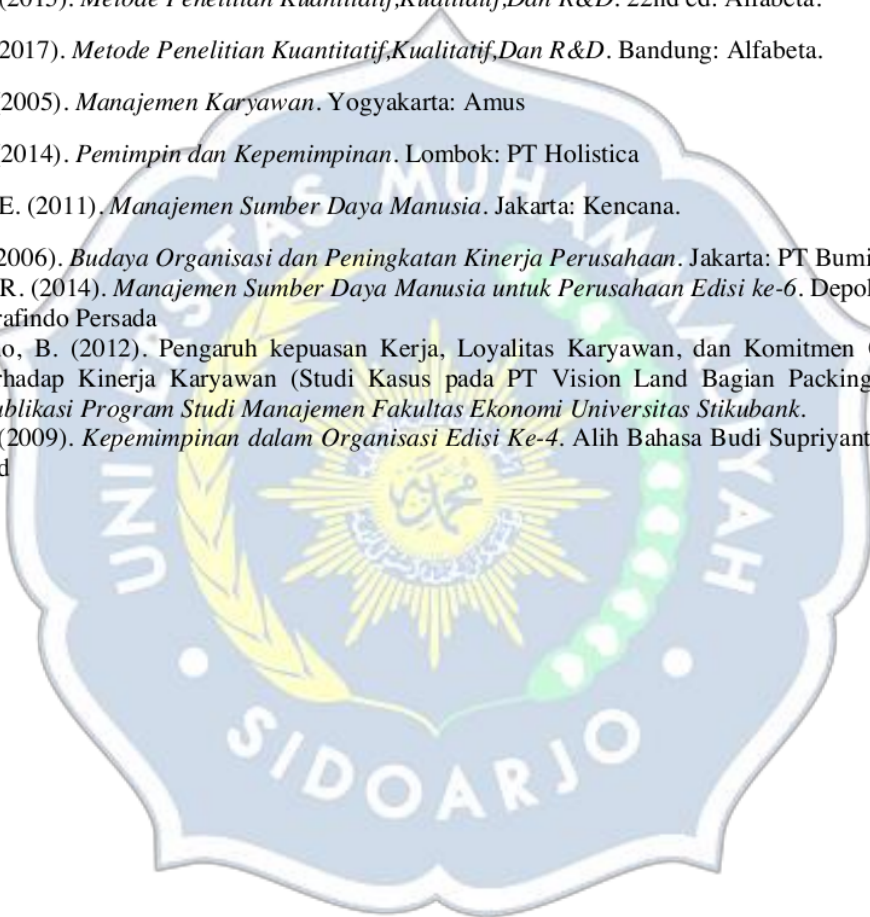 Metode Penelitian Kuantitatif,Kualitatif,Dan R&D. 22nd ed. Alfabeta.
2017). Metode Penelitian Kuantitatif,Kualitatif,Dan R&D. Bandung: Alfabeta.
(2005). Manajemen Karyawan. Yogyakarta: Amus
2014). Pemimpin dan Kepemimpinan. Lombok: PT Holistica
E. (2011). Manajemen Sumber Daya Manusia. Jakarta: Kencana.
2006). Budaya Organisasi dan Peningkatan Kinerja Perusahaan. Jakarta: PT Bumi
R. (2014). Manajemen Sumber Daya Manusia untuk Perusahaan Edisi ke-6. Depok
rafindo Persada
o, B. (2012). Pengaruh kepuasan Kerja, Loyalitas Karyawan, dan Komitmen
rhadap Kinerja Karyawan (Studi Kasus pada PT Vision Land Bagian Packing
ublikasi Program Studi Manajemen Fakultas Ekonomi Universitas Stikubank.
(2009). Kepemimpinan dalam Organisasi Edisi Ke-4. Alih Bahasa Budi Supriyant
d
UNIVERSITAS MUHAMMADIYAH
محمد
SIDOARJO